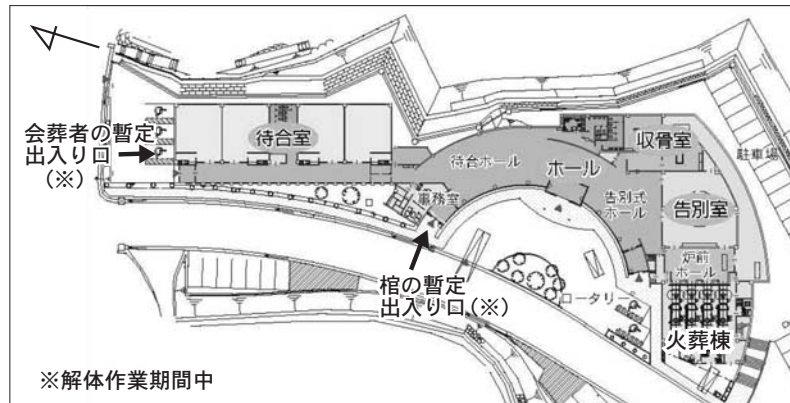 会葬者の暫定
出入り口
(※)
待合室
事務室
待合ホール
ホール
告別式
ホール
収骨室
駐車場
告別室
炉前
ホール
火葬棟
ロータリー
棺の暫定
出入り口(※)
※解体作業期間中